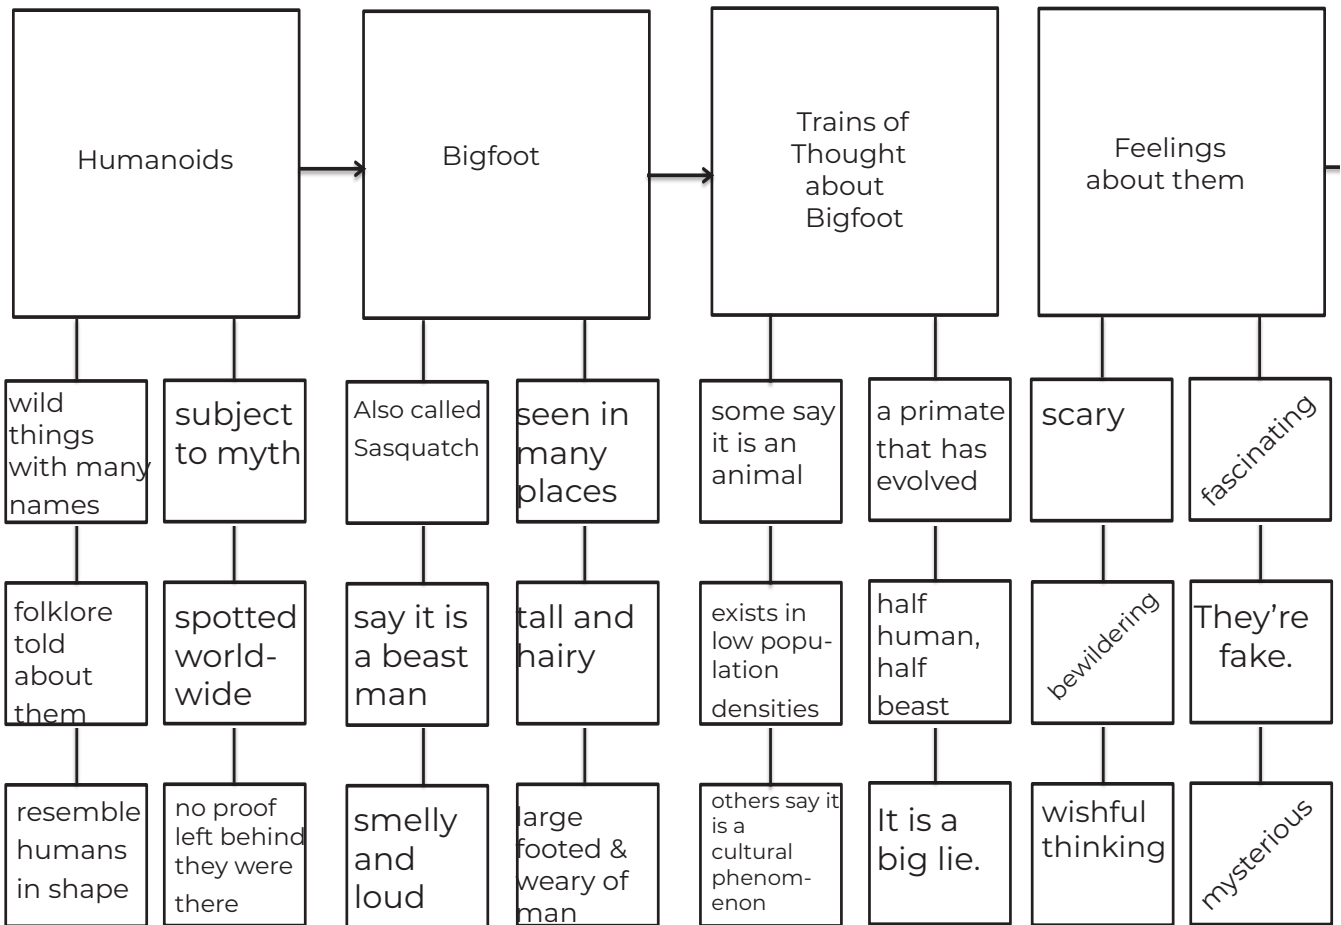 Humanoids
Bigfoot
Trains of
Thought
about
Bigfoot
Feelings
about them
wild
things
with many
names
subject
to myth
Also called
Sasquatch
seen in
many
places
some say
it is an
animal
a primate
that has
evolved
scary
fascinating
folklore
told
about
them
spotted
world-
wide
say it is
a beast
man
tall and
hairy
exists in
low popu-
lation
densities
half
human,
half
beast
bewildering
They’re
fake.
resemble
humans
in shape
no proof
left behind
they were
there
smelly
and
loud
large
footed &
weary of
man
others say it
is a
cultural
phenom-
enon
It is a
big lie.
wishful
thinking
mysterious